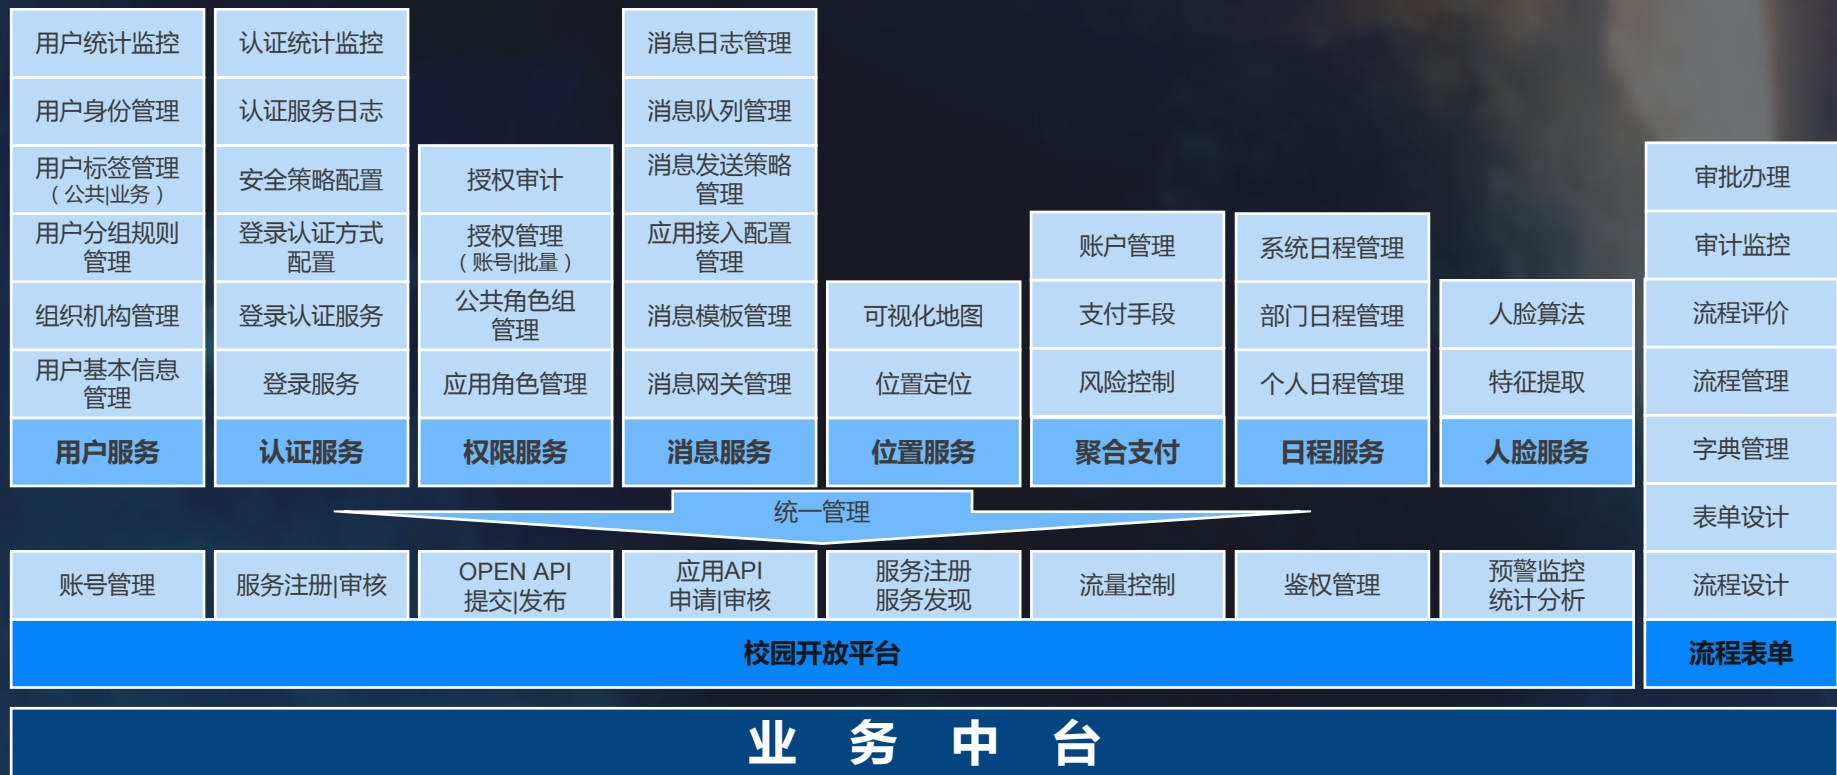 用户统计监控
用户身份管理
用户标签管理
（公共|业务）
用户分组规则
管理
组织机构管理
用户基本信息
管理
用户服务
认证统计监控
认证服务日志
安全策略配置
登录认证方式
配置
登录认证服务
登录服务
认证服务
授权审计
授权管理
（账号|批量）
公共角色组
管理
应用角色管理
权限服务
消息日志管理
消息队列管理
消息发送策略
管理
应用接入配置
管理
消息模板管理
消息网关管理
消息服务
可视化地图
位置定位
位置服务
账户管理
支付手段
风险控制
聚合支付
系统日程管理
部门日程管理
个人日程管理
日程服务
人脸算法
特征提取
人脸服务
统一管理
账号管理
服务注册|审核
OPEN API
提交|发布
应用API
申请|审核
服务注册
服务发现
流量控制
鉴权管理
预警监控
统计分析
校园开放平台
审批办理
审计监控
流程评价
流程管理
字典管理
表单设计
流程设计
流程表单
业务中台